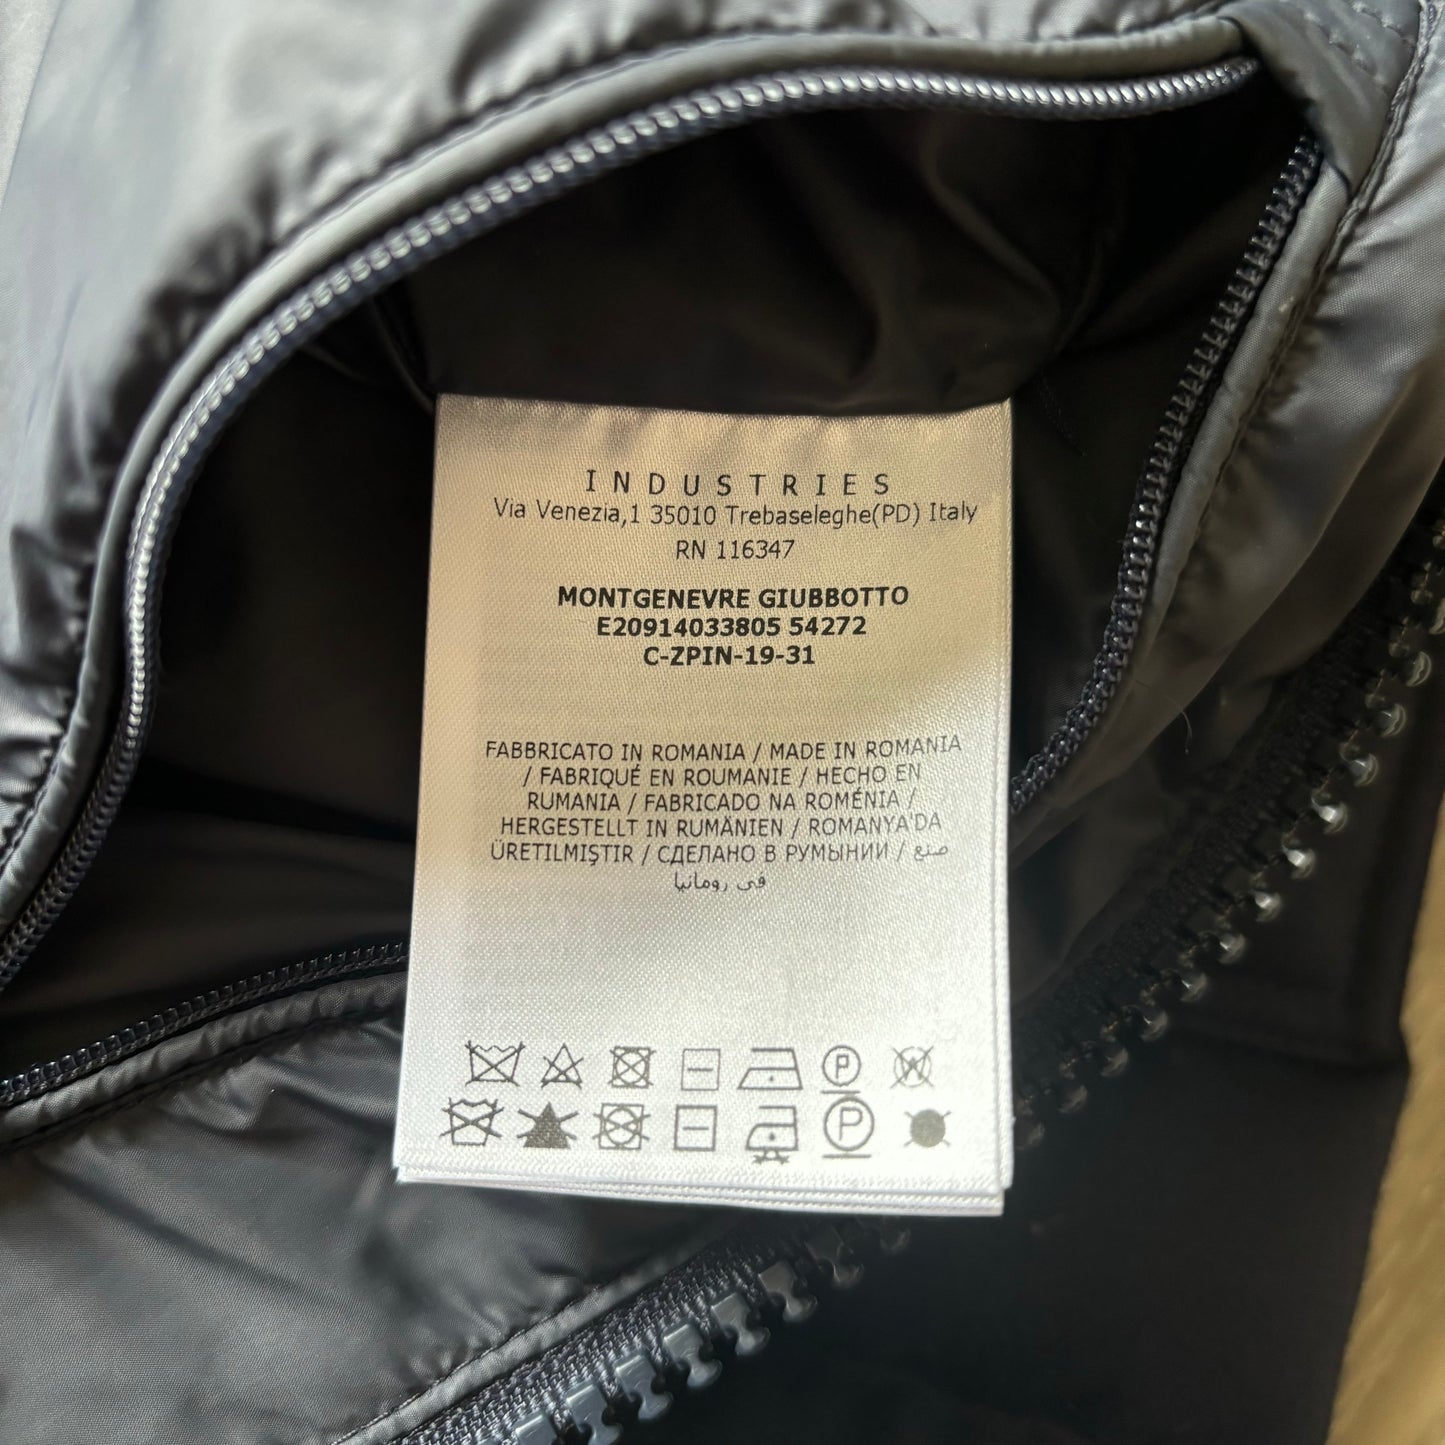 INDUSTRIES
Via Venezia,1 35010 Trebaseleghe(PD) Italy
RN 116347
MONTGENEVRE GIUBBOTTO
E20914033805 54272
C-ZPIN-19-31
FABBRICATO IN ROMANIA / MADE IN ROMANIA
/ FABRIQUÉ EN ROUMANIE / HECHO EN
RUMANIA / FABRICADO NA ROMÉNIA /
HERGESTELLT IN RUMÄNIEN / ROMANYA'DA
ÜRETILMIŞTIR / СДЕЛАНО В РУМЫНИИ / صنع
في رومانيا
P W
P